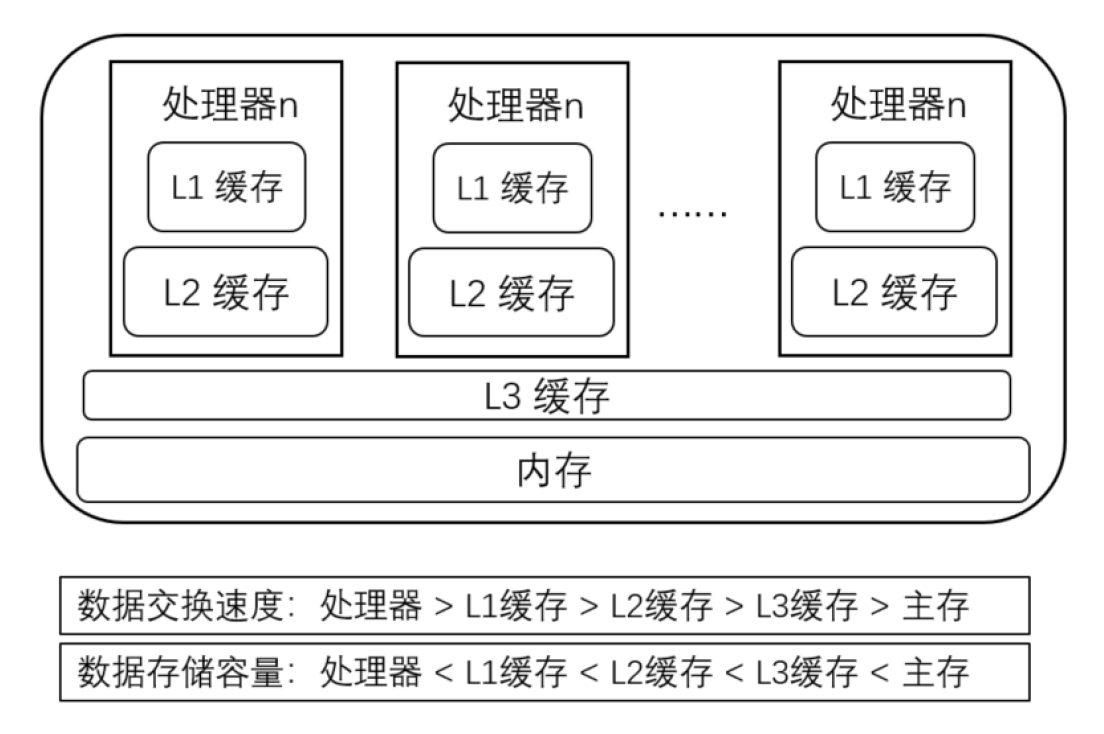 处理器n
L1 缓存
L2 缓存
处理器n
L1 缓存
L2 缓存
……
处理器n
L1 缓存
L2 缓存
L3 缓存
内存
数据交换速度：处理器 > L1缓存 > L2缓存 > L3缓存 > 主存
数据存储容量：处理器 < L1缓存 < L2缓存 < L3缓存 < 主存